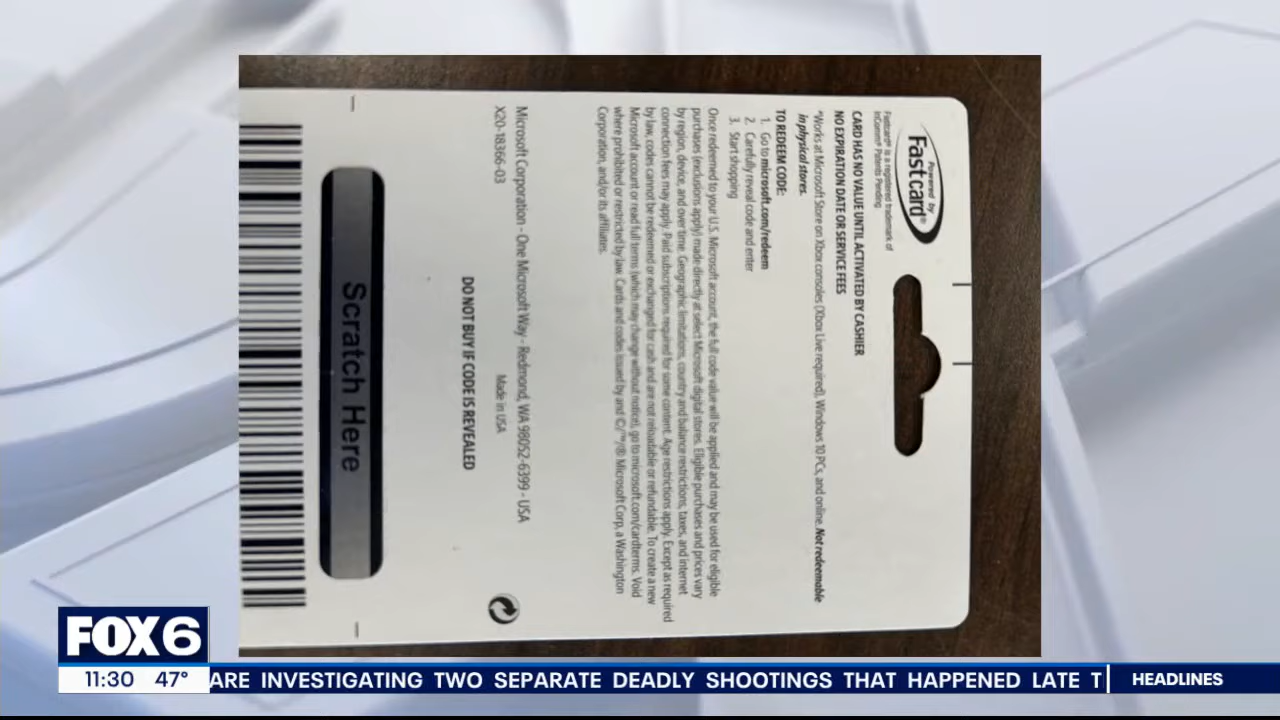 Powered by
Fastcard®
Fastcard® is a registered trademark of
InComm® Patents Pending
CARD HAS NO VALUE UNTIL ACTIVATED BY CASHIER
NO EXPIRATION DATE OR SERVICE FEES
*Works at Microsoft Store on Xbox consoles (Xbox Live required), Windows 10 PCs, and online. Not redeemable
in physical stores.
TO REDEEM CODE:
1. Go to microsoft.com/redeem
2. Carefully reveal code and enter
3. Start shopping
Once redeemed to your U.S. Microsoft account, the full code value will be applied and may be used for eligible
purchases (exclusions apply) made directly at select Microsoft digital stores. Eligible purchases and prices vary
by region, device, and over time. Geographic limitations, country and balance restrictions, taxes, and internet
connection fees may apply. Paid subscriptions required for some content. Age restrictions apply. Except as required
by law, codes cannot be redeemed or exchanged for cash and are not reloadable or refundable. To create a new
Microsoft account or read full terms (which may change without notice), go to microsoft.com/cardterms. Void
where prohibited or restricted by law. Cards and codes issued by and ©/™/® Microsoft Corp, a Washington
Corporation, and/or its affiliates.
Microsoft Corporation - One Microsoft Way - Redmond, WA 98052-6399 - USA
X20-18366-03
Made in USA
DO NOT BUY IF CODE IS REVEALED
Scratch Here
FOX 6
11:30 47°
ARE INVESTIGATING TWO SEPARATE DEADLY SHOOTINGS THAT HAPPENED LATE T
HEADLINES